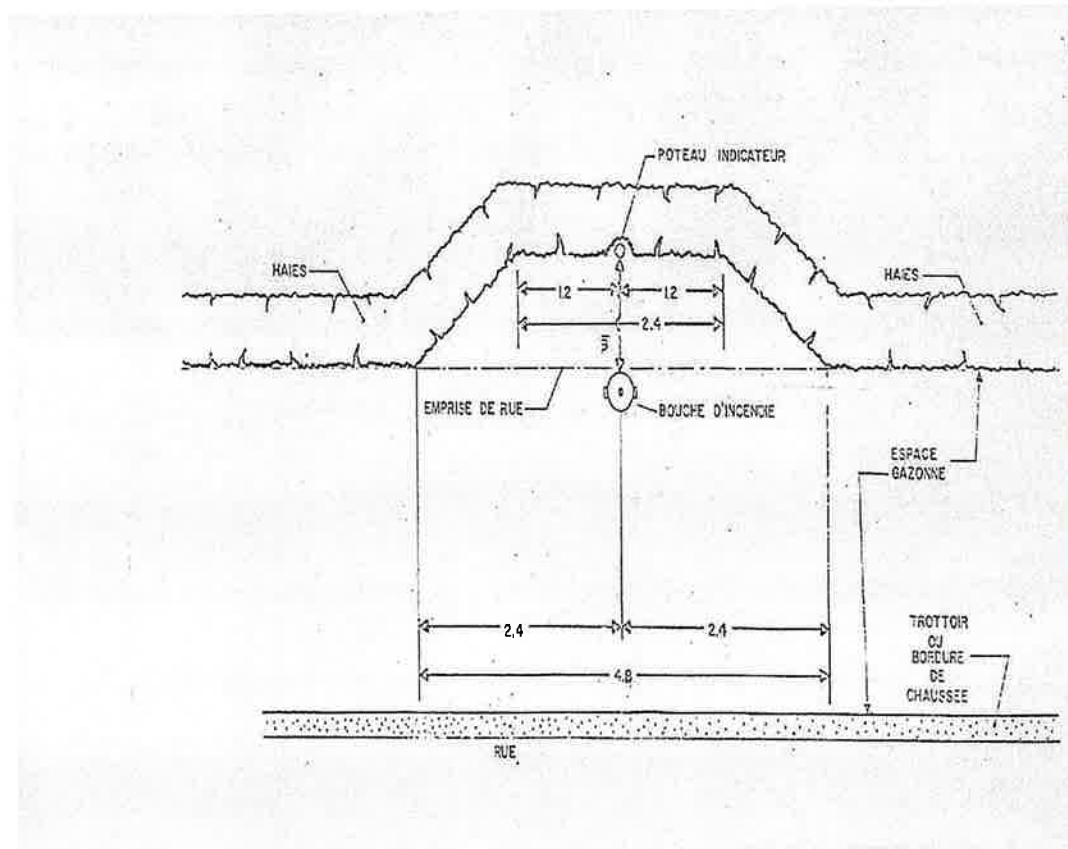 POTEAU INDICATEUR
HAIES
HAIES
1.2
1.2
2.4
EMPRISE DE RUE
BOUCHE D'INCENDIE
ESPACE
GAZONNE
2,4
2,4
4.8
TROTTOIR
OU
BORDURE
DE
CHAUSSEE
RUE